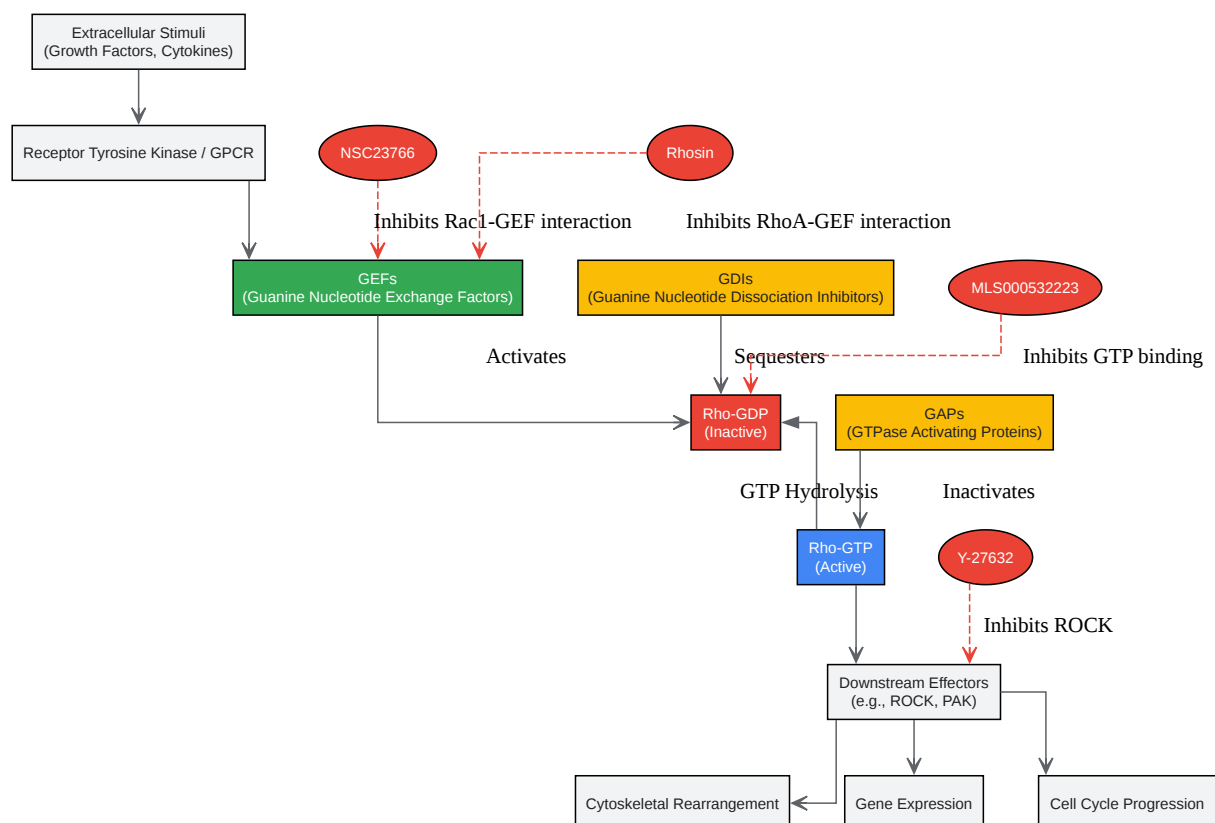 Extracellular Stimuli
(Growth Factors, Cytokines)
Receptor Tyrosine Kinase / GPCR
NSC23766
Rhosin
Inhibits Rac1-GEF interaction
Inhibits RhoA-GEF interaction
GEFs
(Guanine Nucleotide Exchange Factors)
GDIs
(Guanine Nucleotide Dissociation Inhibitors)
MLS000532223
Activates
Sequesters
Inhibits GTP binding
Rho-GDP
(Inactive)
GAPs
(GTPase Activating Proteins)
GTP Hydrolysis
Inactivates
Rho-GTP
(Active)
Y-27632
Inhibits ROCK
Downstream Effectors
(e.g., ROCK, PAK)
Cytoskeletal Rearrangement
Gene Expression
Cell Cycle Progression